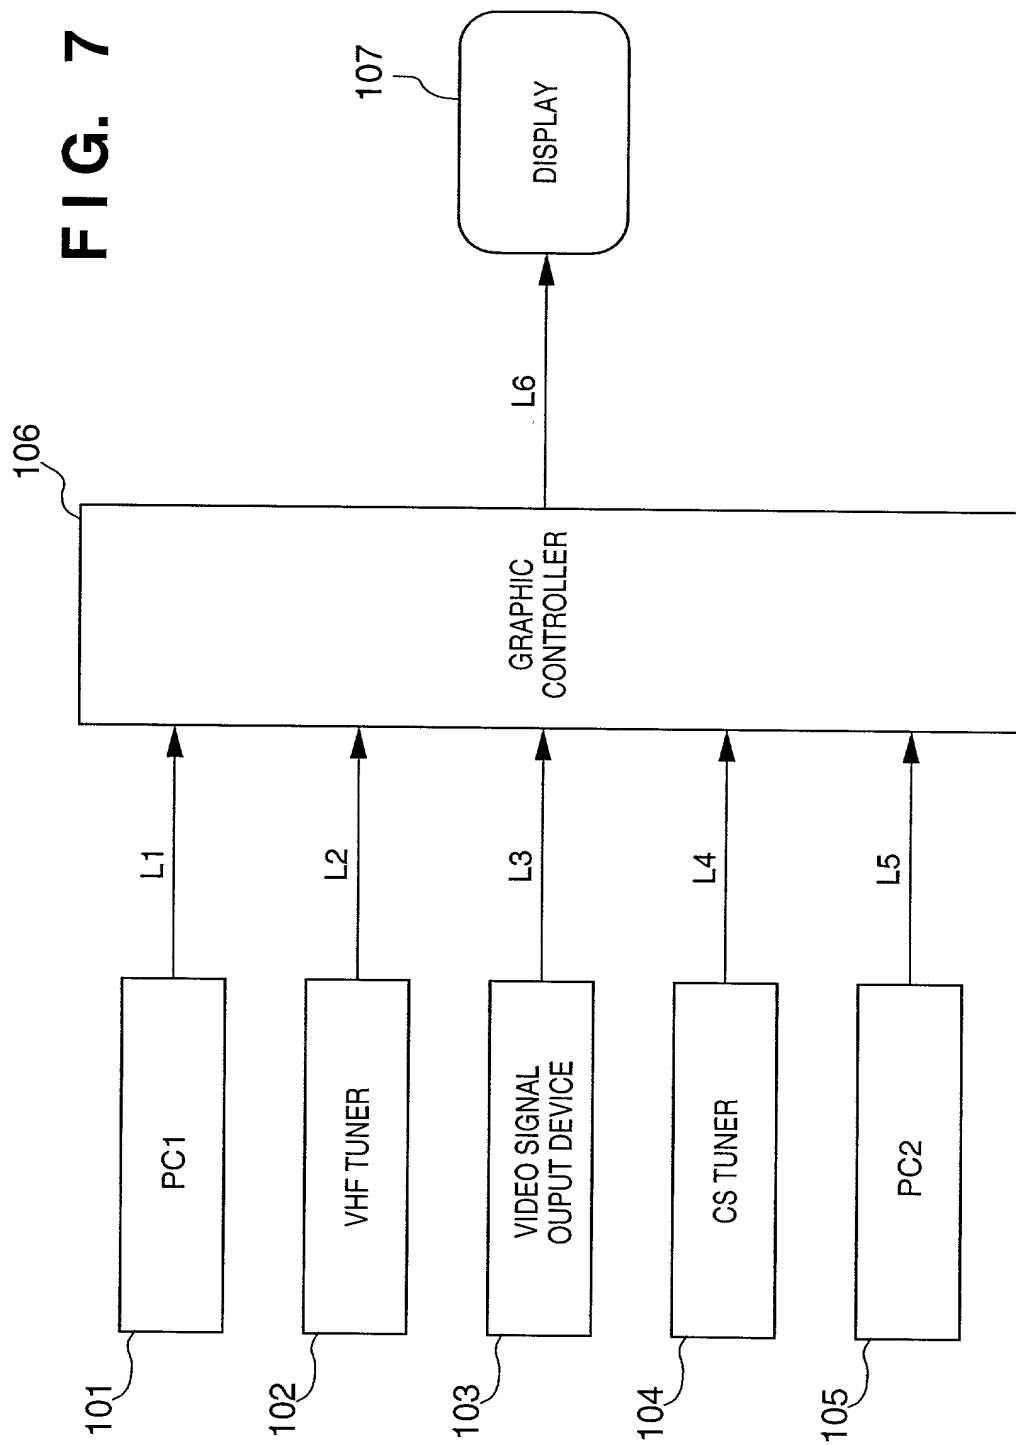 FIG. 7
101
PC1
L1
102
VHF TUNER
L2
103
VIDEO SIGNAL
OUPUT DEVICE
L3
104
CS TUNER
L4
105
PC2
L5
106
GRAPHIC
CONTROLLER
L6
107
DISPLAY